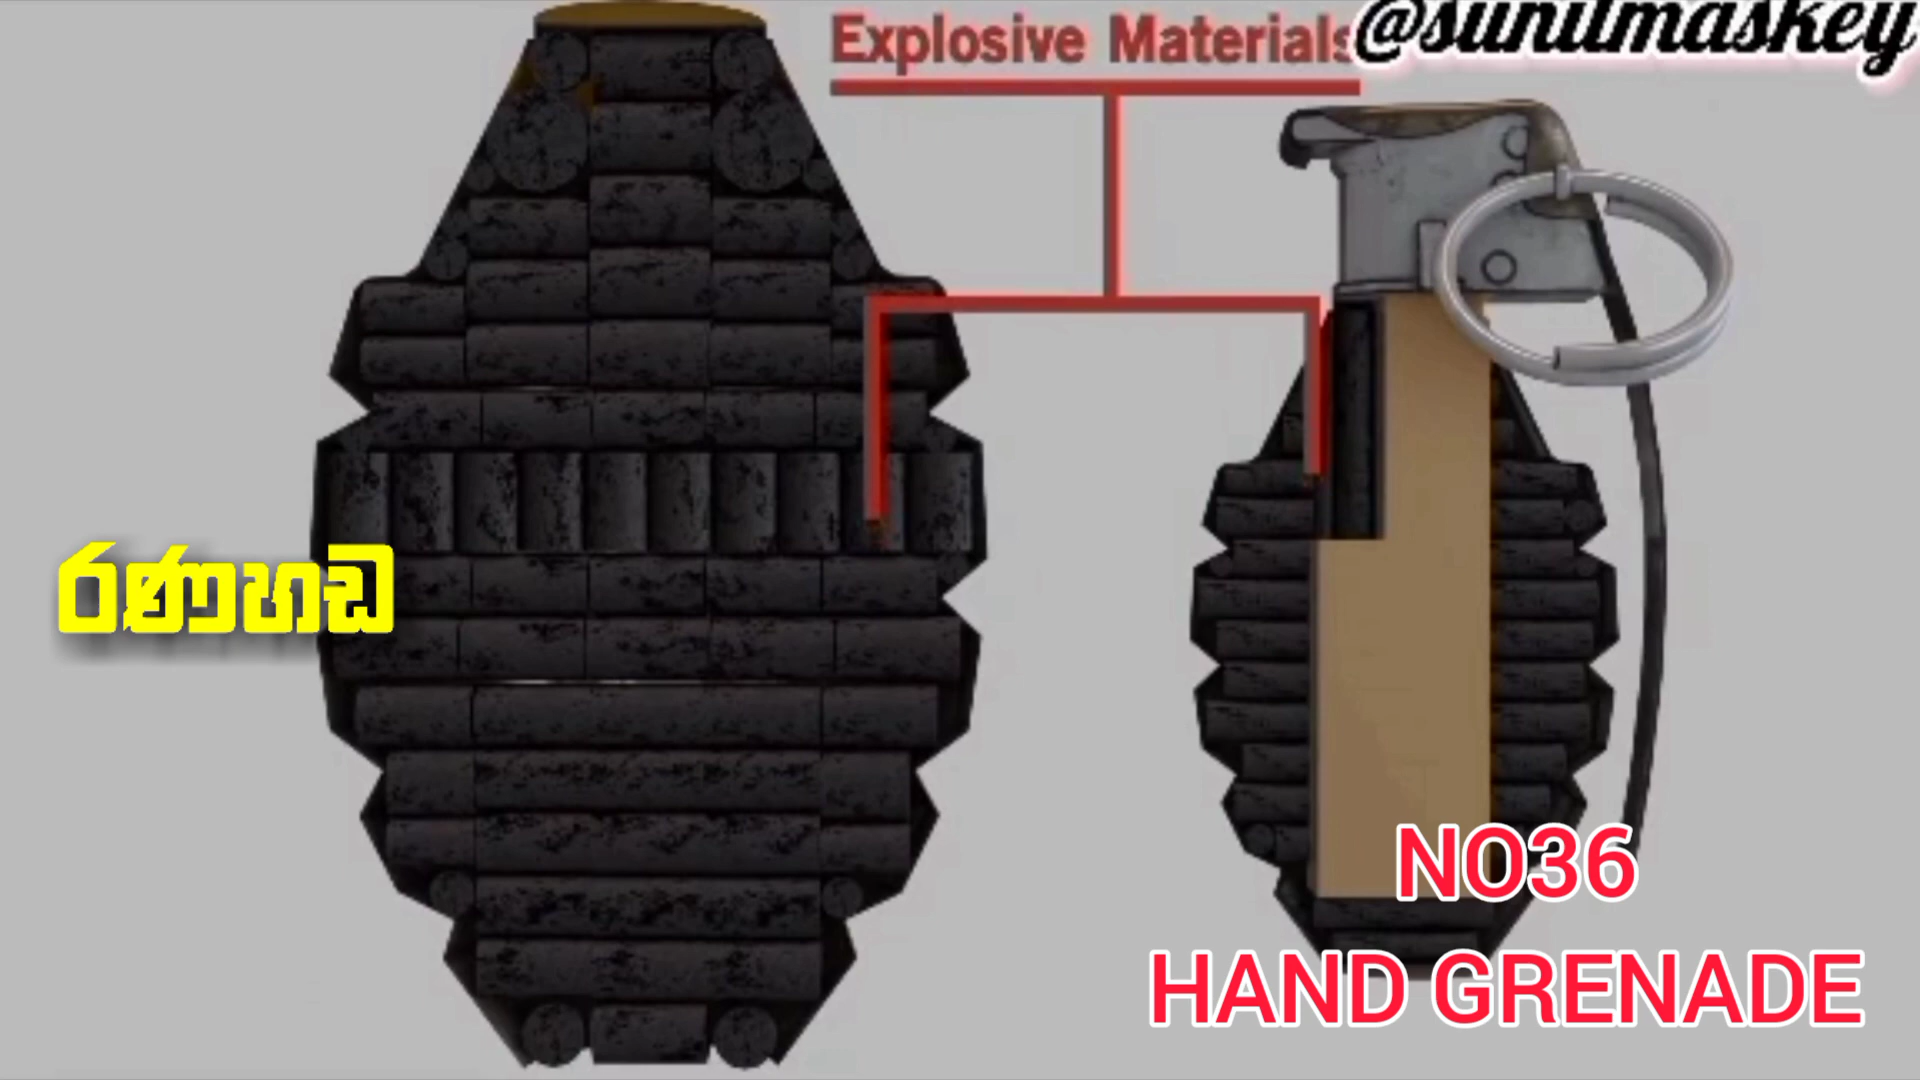 Explosive Materials
@sunilmaskey
රණහඬ
NO36
HAND GRENADE